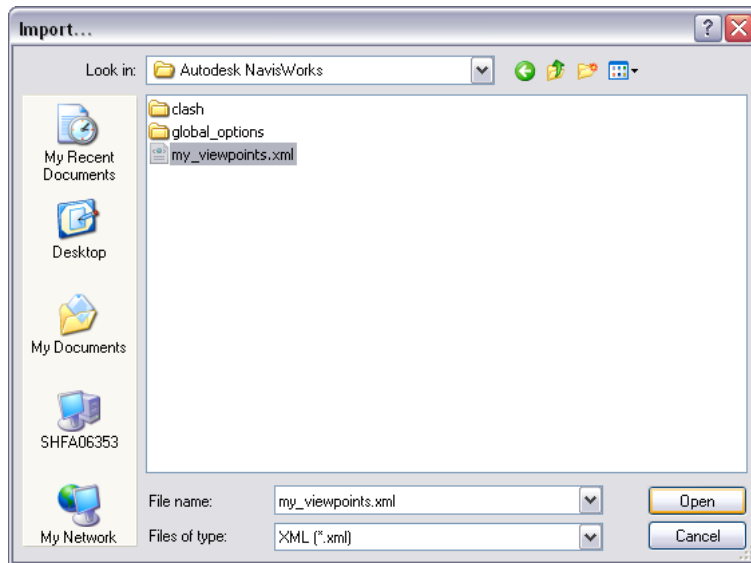 Import...
Look in:
Autodesk NavisWorks
My Recent
Documents
Desktop
My Documents
SHFA06353
My Network
clash
global_options
my_viewpoints.xml
File name:
my_viewpoints.xml
Open
Files of type:
XML (*.xml)
Cancel